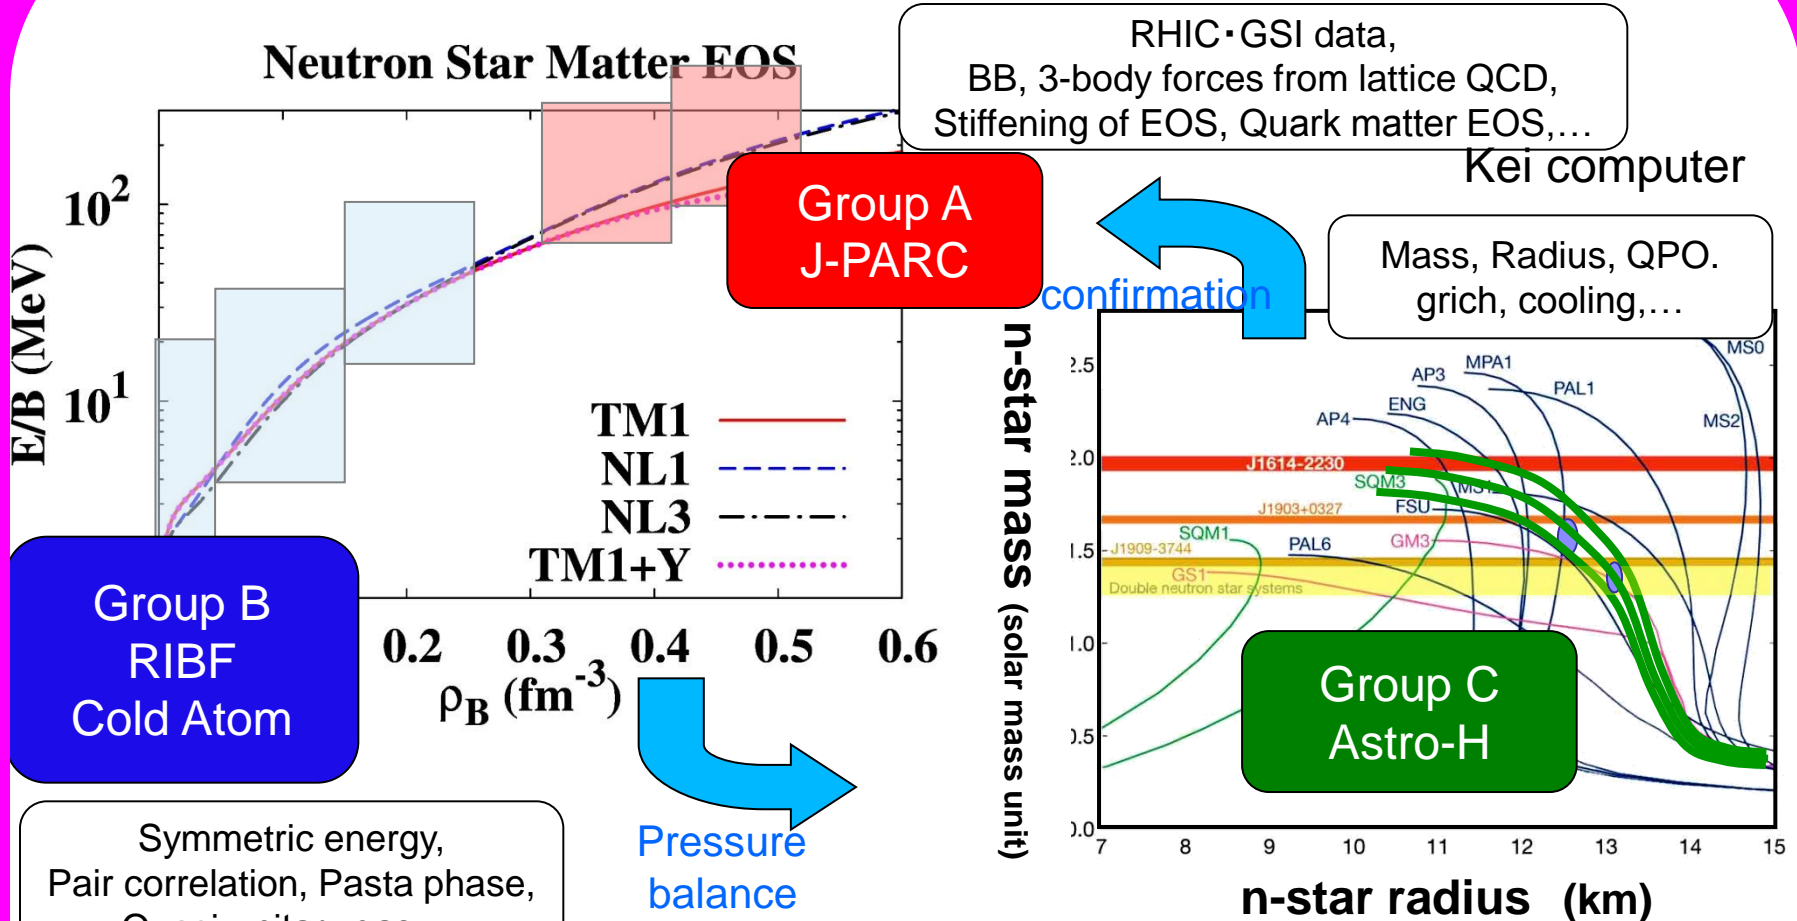 Neutron Star Matter EOS
RHIC・GSI data,
BB, 3-body forces from lattice QCD,
Stiffening of EOS, Quark matter EOS,…
Kei computer
Group A
J-PARC
confirmation
Mass, Radius, QPO.
grich, cooling,…
E/B (MeV)
10²
10¹
TM1
NL1
NL3
TM1+Y
0.2
0.3
0.4
0.5
0.6
ρB (fm⁻³)
Group B
RIBF
Cold Atom
Symmetric energy,
Pair correlation, Pasta phase,
Pressure
balance
n-star mass (solar mass unit)
2.5
2.0
1.5
1.0
0.5
0.0
MS0
MPA1
AP3
PAL1
ENG
AP4
MS2
J1614-2230
SQM3
MS1
FSU
J1903+0327
SQM1
PAL6
GM3
J1909-3744
GS1
Double neutron star systems
Group C
Astro-H
7
8
9
10
11
12
13
14
15
n-star radius (km)